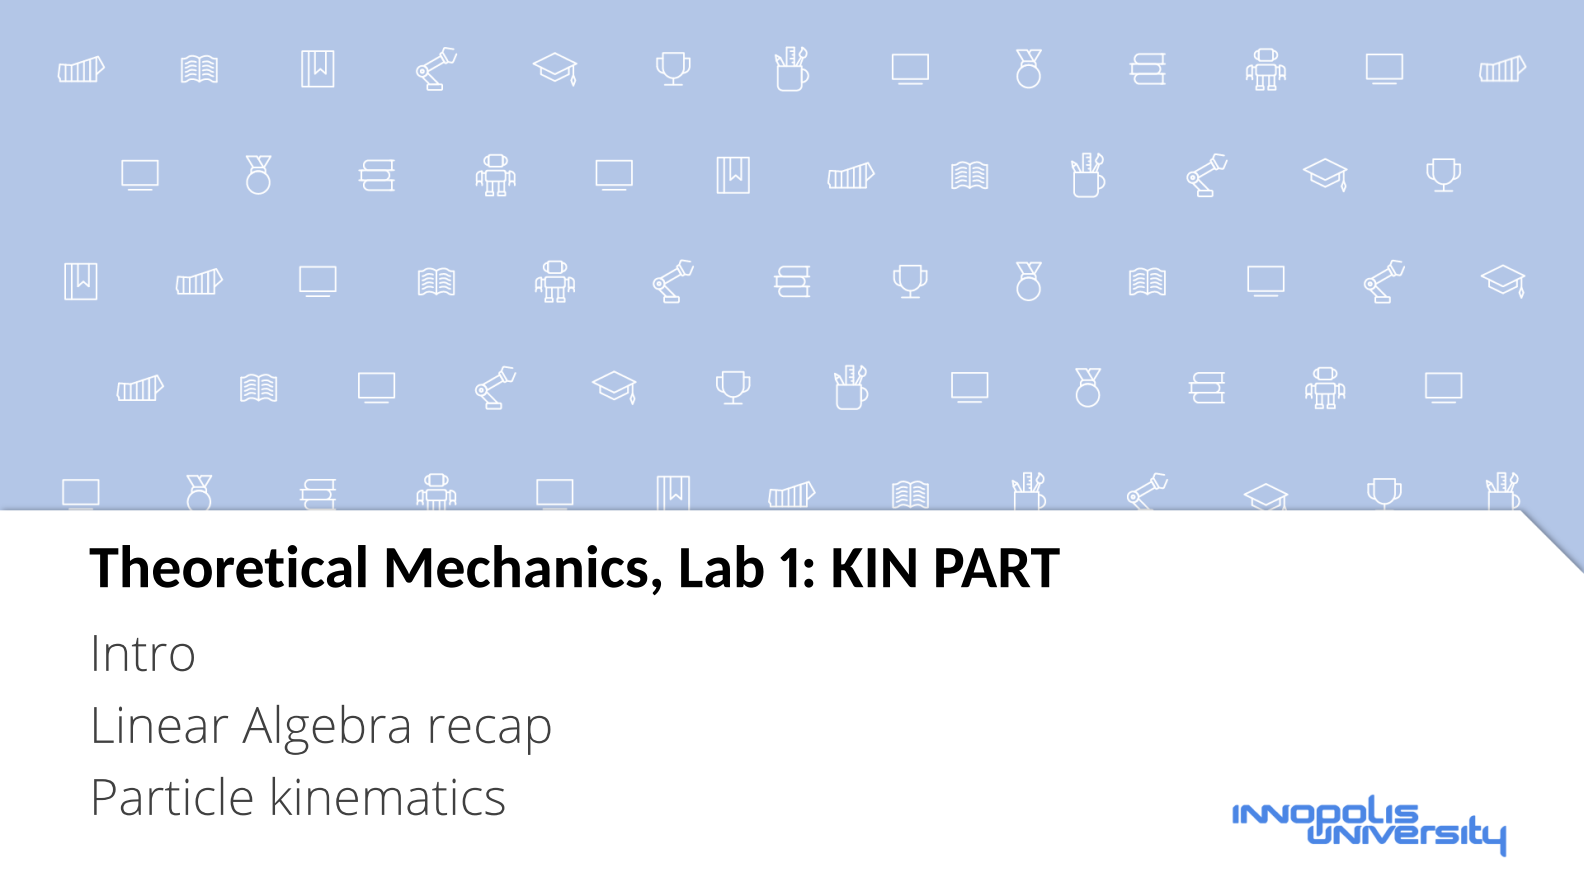 Theoretical Mechanics, Lab 1: KIN PART
Intro
Linear Algebra recap
Particle kinematics
INNOPOLIS
UNIVERSITY